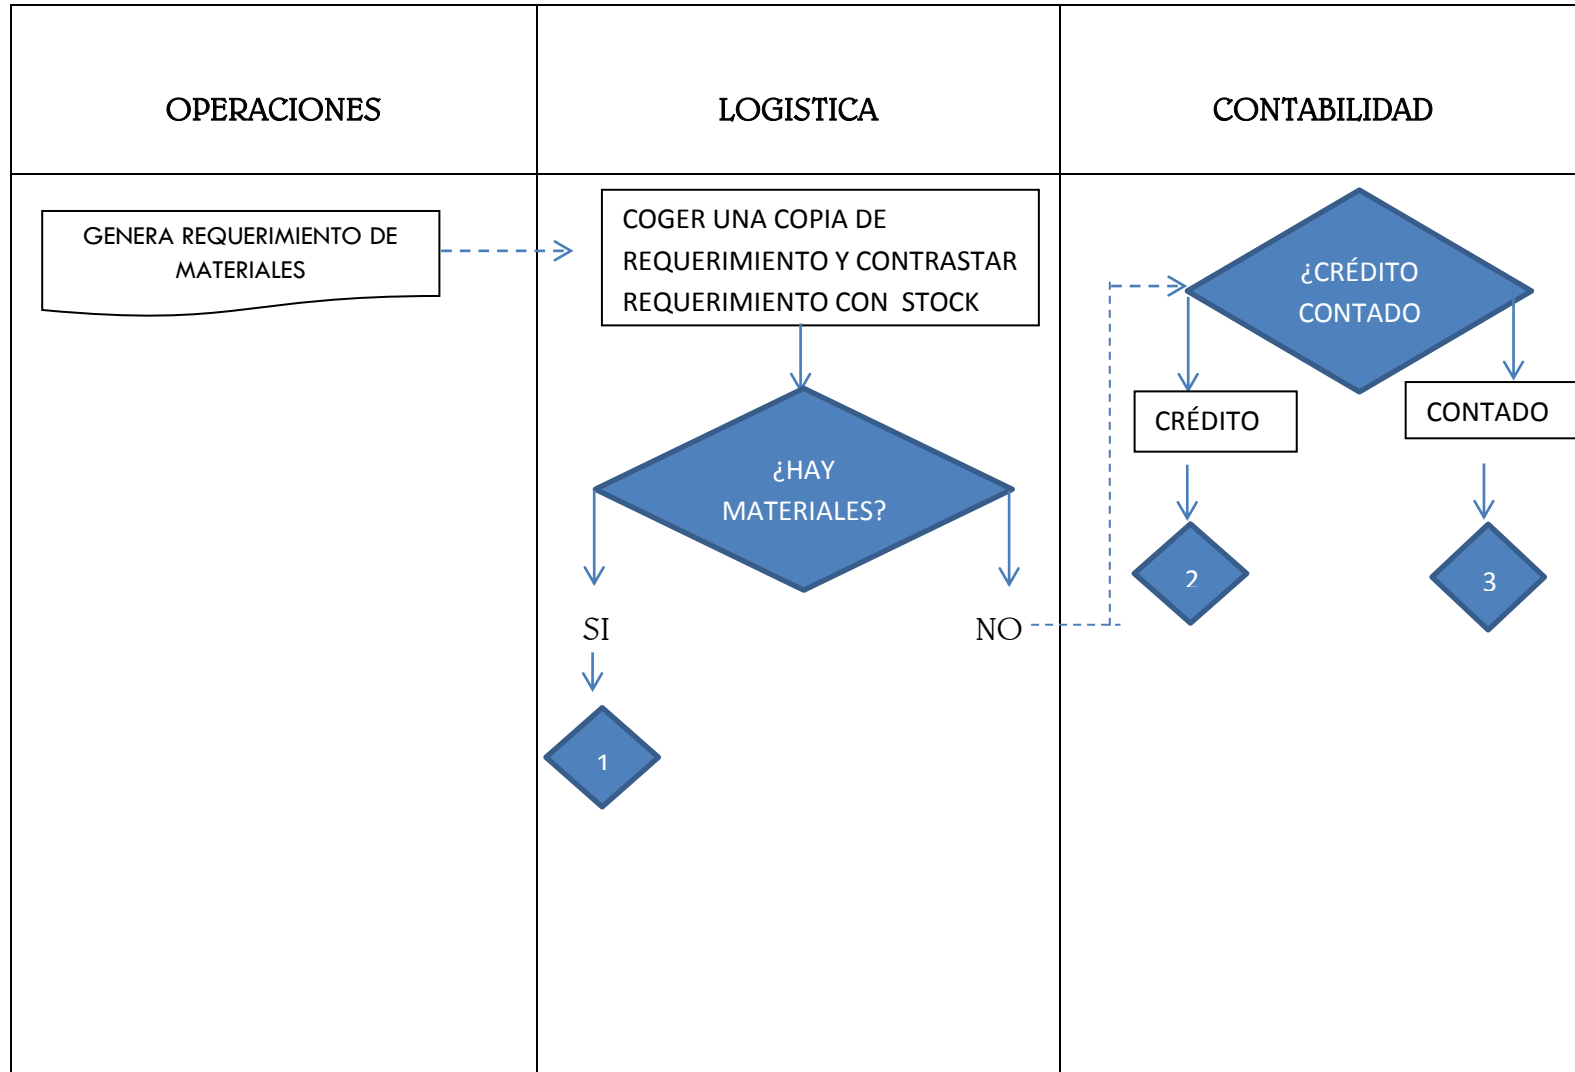 OPERACIONES
LOGISTICA
CONTABILIDAD
GENERA REQUERIMIENTO DE
MATERIALES
COGER UNA COPIA DE
REQUERIMIENTO Y CONTRASTAR
REQUERIMIENTO CON  STOCK
¿CRÉDITO
CONTADO
CRÉDITO
CONTADO
¿HAY
MATERIALES?
SI
NO
1
2
3